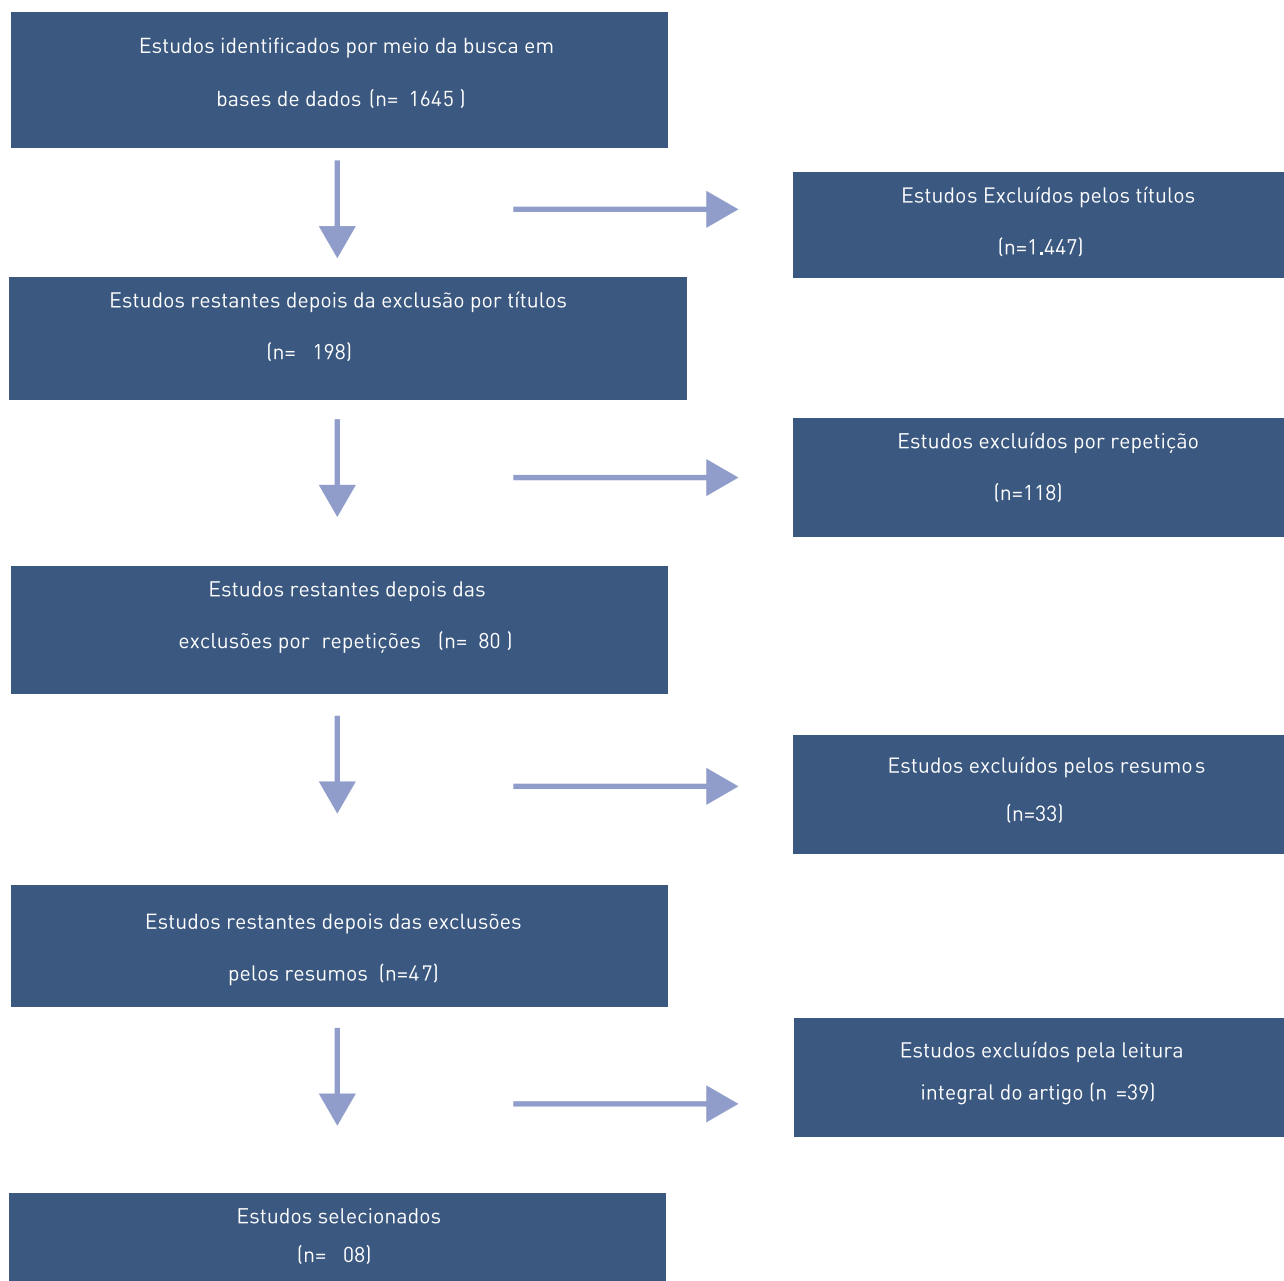 Estudos identificados por meio da busca em
bases de dados (n= 1645 )
Estudos Excluídos pelos títulos
(n=1.447)
Estudos restantes depois da exclusão por títulos
(n= 198)
Estudos excluídos por repetição
(n=118)
Estudos restantes depois das
exclusões por repetições (n= 80 )
Estudos excluídos pelos resumos
(n=33)
Estudos restantes depois das exclusões
pelos resumos (n=47)
Estudos excluídos pela leitura
integral do artigo (n =39)
Estudos selecionados
(n= 08)